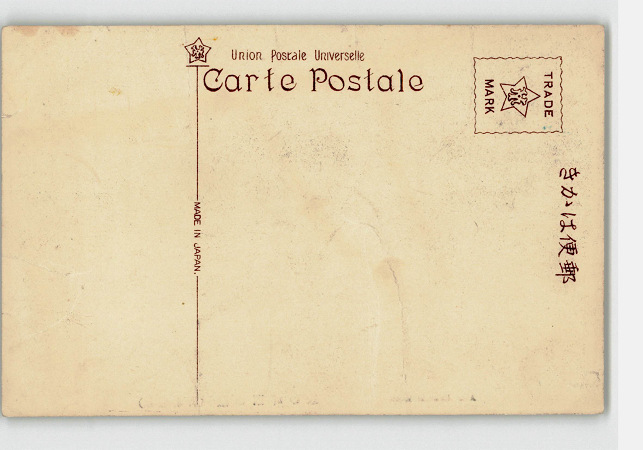 Union Postale Universelle
Carte Postale
TRADE
MARK
MADE IN JAPAN.
きかは便郵